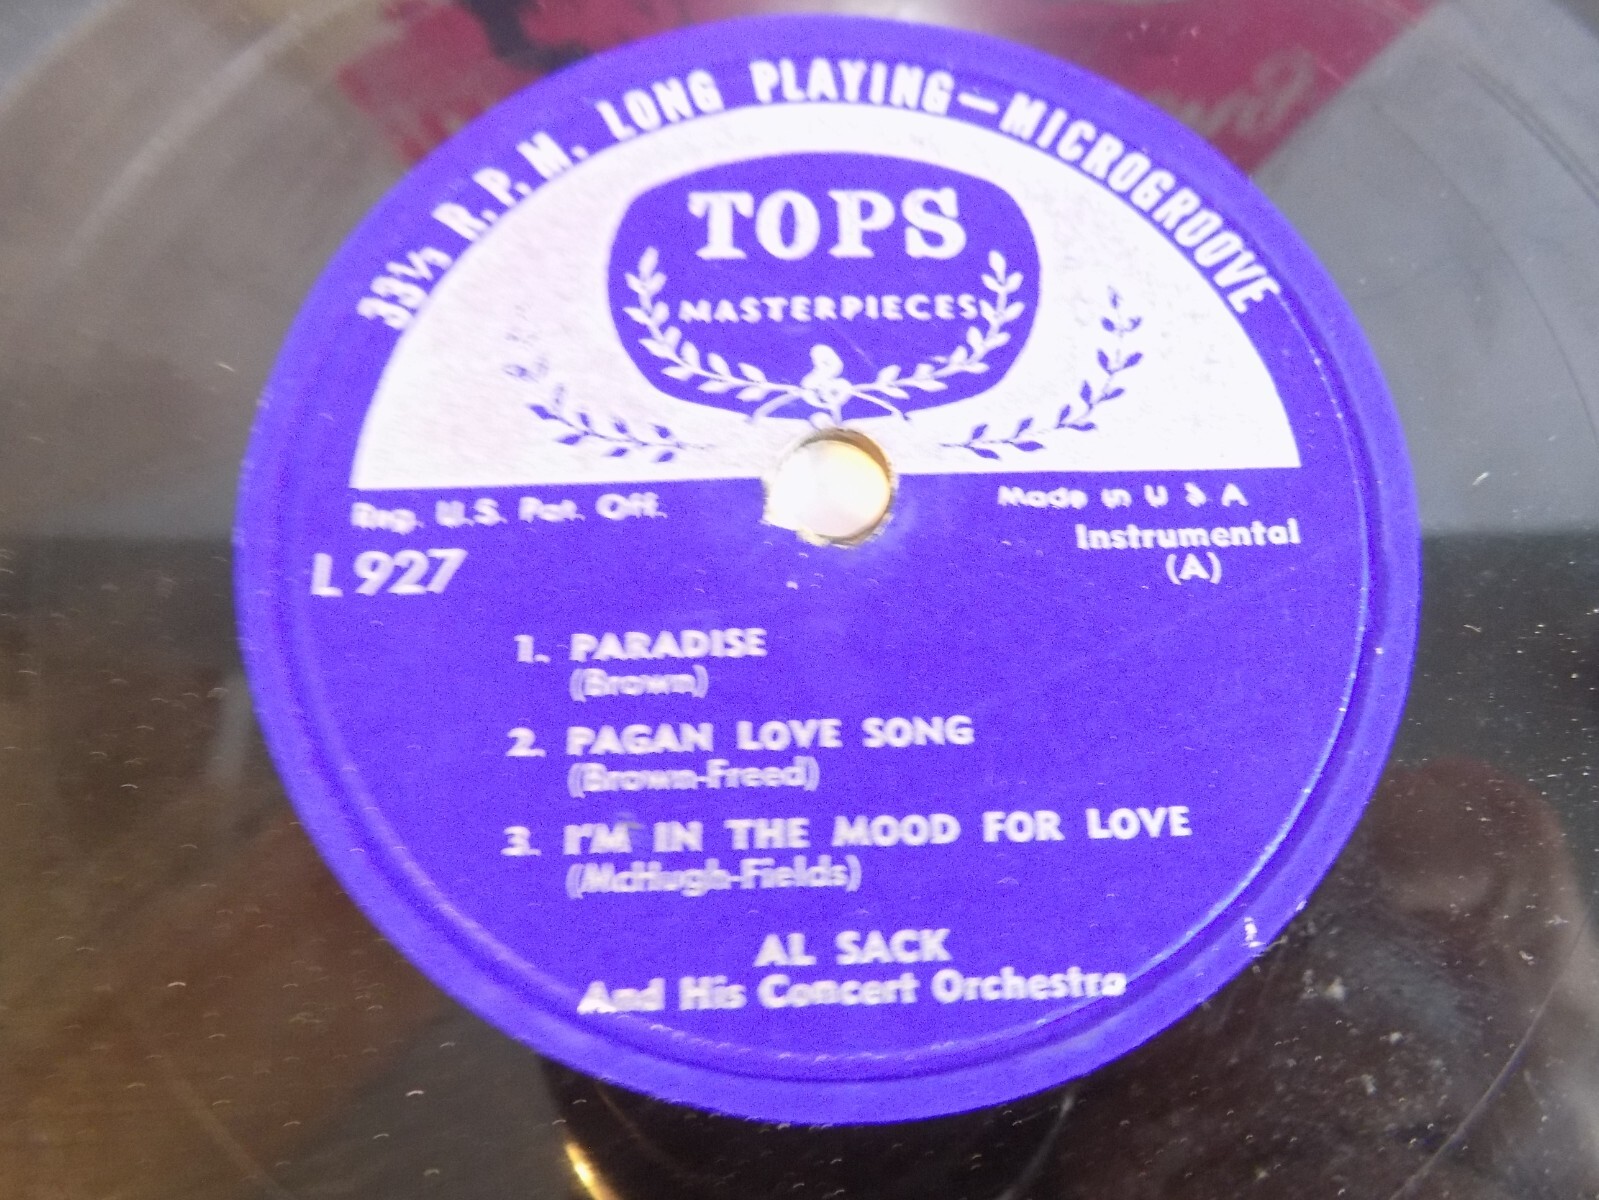 33⅓ R.P.M. LONG PLAYING—MICROGROOVE
TOPS
MASTERPIECES
Reg. U.S. Pat. Off.
Made in U S A
L 927
Instrumental
(A)
1. PARADISE
(Brown)
2. PAGAN LOVE SONG
(Brown-Freed)
3. I'M IN THE MOOD FOR LOVE
(McHugh-Fields)
AL SACK
And His Concert Orchestra